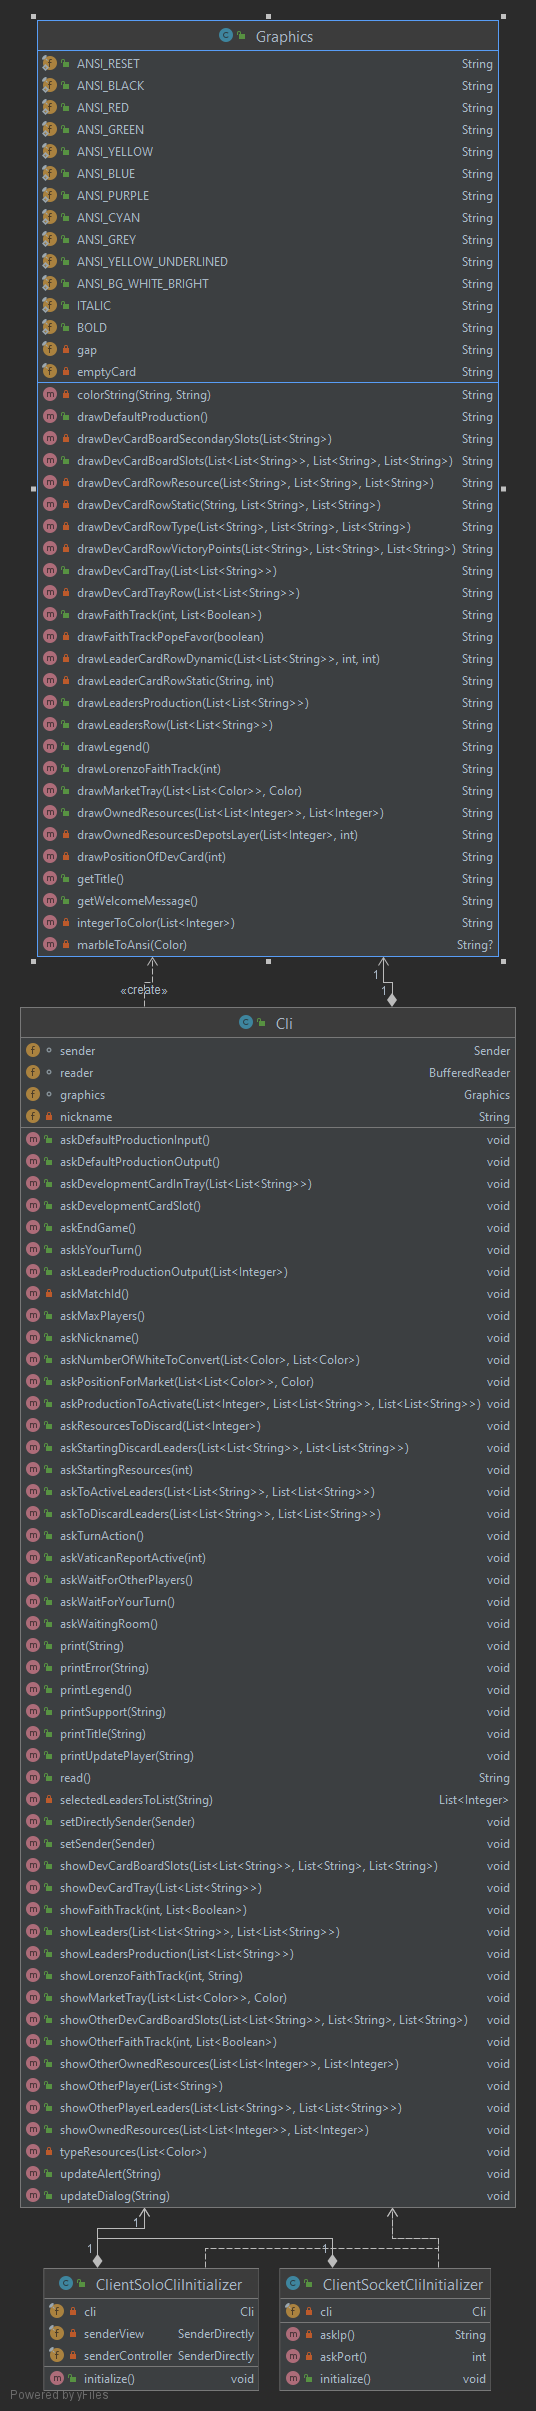 Graphics
ANSI_RESET String
ANSI_BLACK String
ANSI_RED String
ANSI_GREEN String
ANSI_YELLOW String
ANSI_BLUE String
ANSI_PURPLE String
ANSI_CYAN String
ANSI_GREY String
ANSI_YELLOW_UNDERLINED String
ANSI_BG_WHITE_BRIGHT String
ITALIC String
BOLD String
gap String
emptyCard String
colorString(String, String) String
drawDefaultProduction() String
drawDevCardBoardSecondarySlots(List<String>) String
drawDevCardBoardSlots(List<List<String>>, List<String>, List<String>) String
drawDevCardRowResource(List<String>, List<String>, List<String>) String
drawDevCardRowStatic(String, List<String>, List<String>) String
drawDevCardRowType(List<String>, List<String>, List<String>) String
drawDevCardRowVictoryPoints(List<String>, List<String>, List<String>) String
drawDevCardTray(List<List<String>>) String
drawDevCardTrayRow(List<List<String>>) String
drawFaithTrack(int, List<Boolean>) String
drawFaithTrackPopeFavor(boolean) String
drawLeaderCardRowDynamic(List<List<String>>, int, int) String
drawLeaderCardRowStatic(String, int) String
drawLeadersProduction(List<List<String>>) String
drawLeadersRow(List<List<String>>) String
drawLegend() String
drawLorenzoFaithTrack(int) String
drawMarketTray(List<List<Color>>, Color) String
drawOwnedResources(List<List<Integer>>, List<Integer>) String
drawOwnedResourcesDepotsLayer(List<Integer>, int) String
drawPositionOfDevCard(int) String
getTitle() String
getWelcomeMessage() String
integerToColor(List<Integer>) String
marbleToAnsi(Color) String?
1
«create» 1
Cli
sender Sender
reader BufferedReader
graphics Graphics
nickname String
askDefaultProductionInput() void
askDefaultProductionOutput() void
askDevelopmentCardInTray(List<List<String>>) void
askDevelopmentCardSlot() void
askEndGame() void
askIsYourTurn() void
askLeaderProductionOutput(List<Integer>) void
askMatchId() void
askMaxPlayers() void
askNickname() void
askNumberOfWhiteToConvert(List<Color>, List<Color>) void
askPositionForMarket(List<List<Color>>, Color) void
askProductionToActivate(List<Integer>, List<List<String>>, List<List<String>>) void
askResourcesToDiscard(List<Integer>) void
askStartingDiscardLeaders(List<List<String>>, List<List<String>>) void
askStartingResources(int) void
askToActiveLeaders(List<List<String>>, List<List<String>>) void
askToDiscardLeaders(List<List<String>>, List<List<String>>) void
askTurnAction() void
askVaticanReportActive(int) void
askWaitForOtherPlayers() void
askWaitForYourTurn() void
askWaitingRoom() void
print(String) void
printError(String) void
printLegend() void
printSupport(String) void
printTitle(String) void
printUpdatePlayer(String) void
read() String
selectedLeadersToList(String) List<Integer>
setDirectlySender(Sender) void
setSender(Sender) void
showDevCardBoardSlots(List<List<String>>, List<String>, List<String>) void
showDevCardTray(List<List<String>>) void
showFaithTrack(int, List<Boolean>) void
showLeaders(List<List<String>>, List<List<String>>) void
showLeadersProduction(List<List<String>>) void
showLorenzoFaithTrack(int, String) void
showMarketTray(List<List<Color>>, Color) void
showOtherDevCardBoardSlots(List<List<String>>, List<String>, List<String>) void
showOtherFaithTrack(int, List<Boolean>) void
showOtherOwnedResources(List<List<Integer>>, List<Integer>) void
showOtherPlayer(List<String>) void
showOtherPlayerLeaders(List<List<String>>, List<List<String>>) void
showOwnedResources(List<List<Integer>>, List<Integer>) void
typeResources(List<Color>) void
updateAlert(String) void
updateDialog(String) void
1
1 1
ClientSoloCliInitializer
cli Cli
senderView SenderDirectly
senderController SenderDirectly
initialize() void
ClientSocketCliInitializer
cli Cli
askIp() String
askPort() int
initialize() void
Powered by yFiles